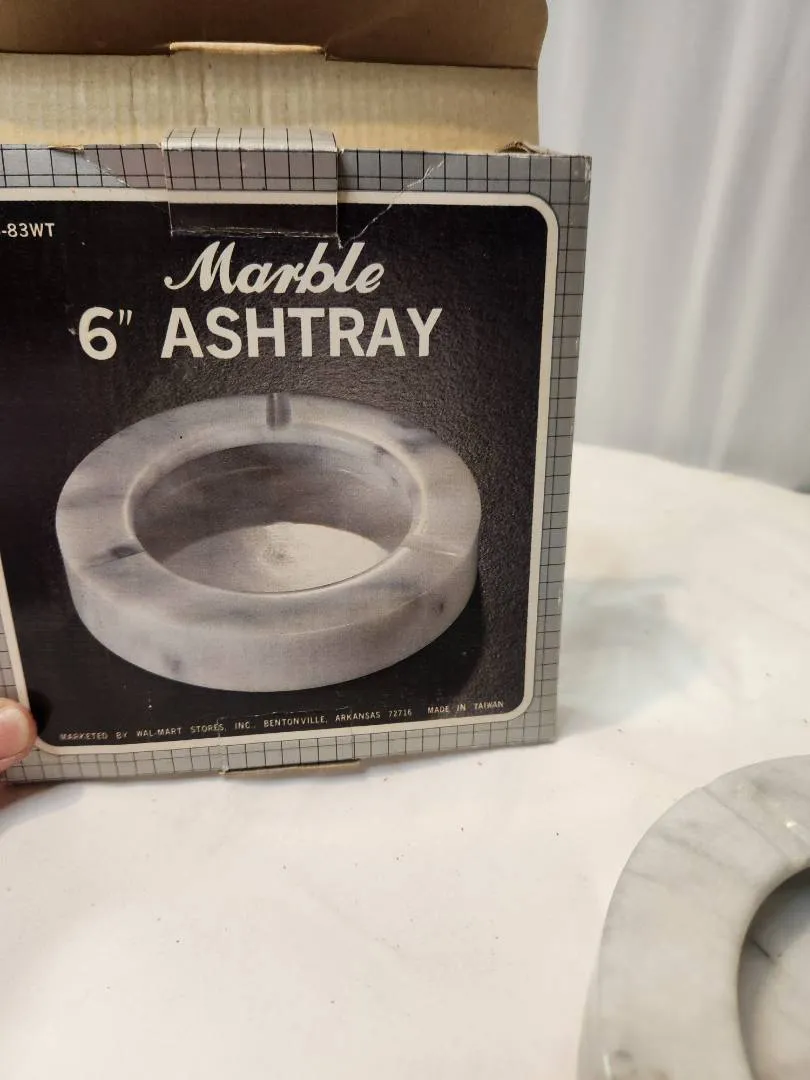 -83WT
Marble
6" ASHTRAY
MARKETED BY WAL-MART STORES, INC., BENTONVILLE, ARKANSAS 72716 MADE IN TAIWAN